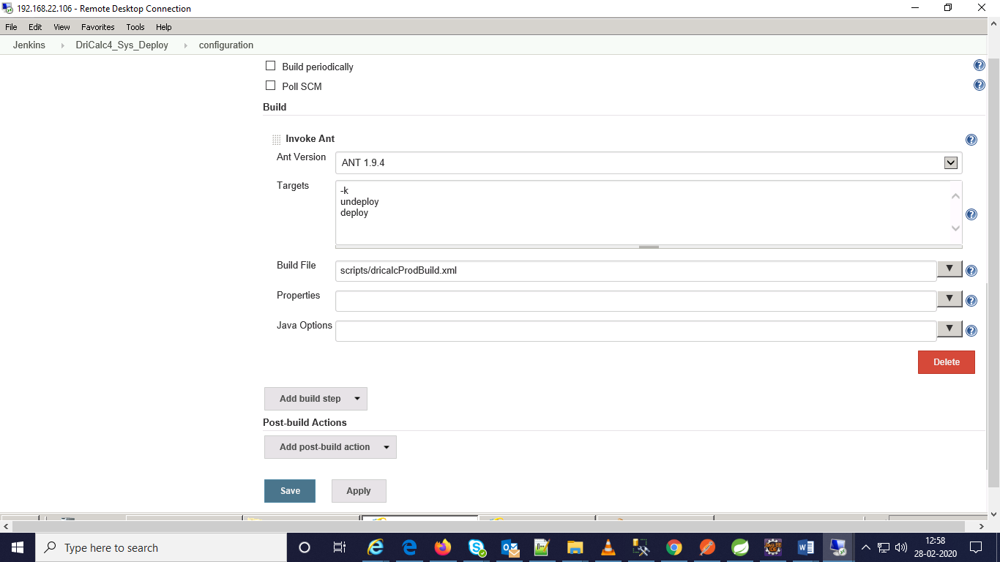 192.168.22.106 - Remote Desktop Connection
File Edit View Favorites Tools Help
Jenkins DriCalc4_Sys_Deploy configuration
Build periodically
Poll SCM
Build
Invoke Ant
Ant Version ANT 1.9.4
Targets
-k
undeploy
deploy
Build File scripts/dricalcProdBuild.xml
Properties
Java Options
Delete
Add build step
Post-build Actions
Add post-build action
Save Apply
Type here to search
12:58
28-02-2020